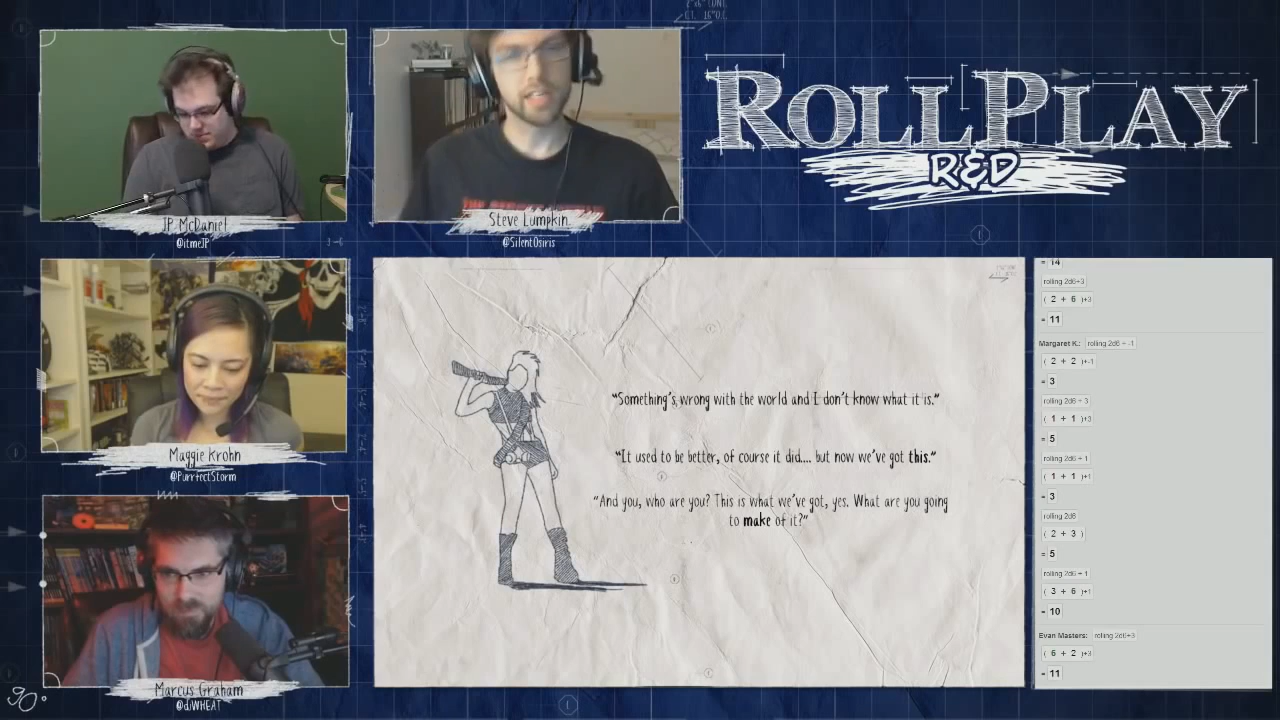 ROLLPLAY
R&D
JP McDaniel
@itmeJP
Steve Lumpkin
@SilentOsiris
Maggie Krohn
@PurrfectStorm
Marcus Graham
@djWHEAT
90°
"Something's wrong with the world and I don't know what it is."
"It used to be better, of course it did.... but now we've got this."
"And you, who are you? This is what we've got, yes. What are you going
to make of it?"
= 14
rolling 2d6+3
( 2 + 6 )+3
= 11
Margaret K.: rolling 2d6 + -1
( 2 + 2 )+-1
= 3
rolling 2d6 + 3
( 1 + 1 )+3
= 5
rolling 2d6 + 1
( 1 + 1 )+1
= 3
rolling 2d6
( 2 + 3 )
= 5
rolling 2d6 + 1
( 3 + 6 )+1
= 10
Evan Masters: rolling 2d6+3
( 6 + 2 )+3
= 11